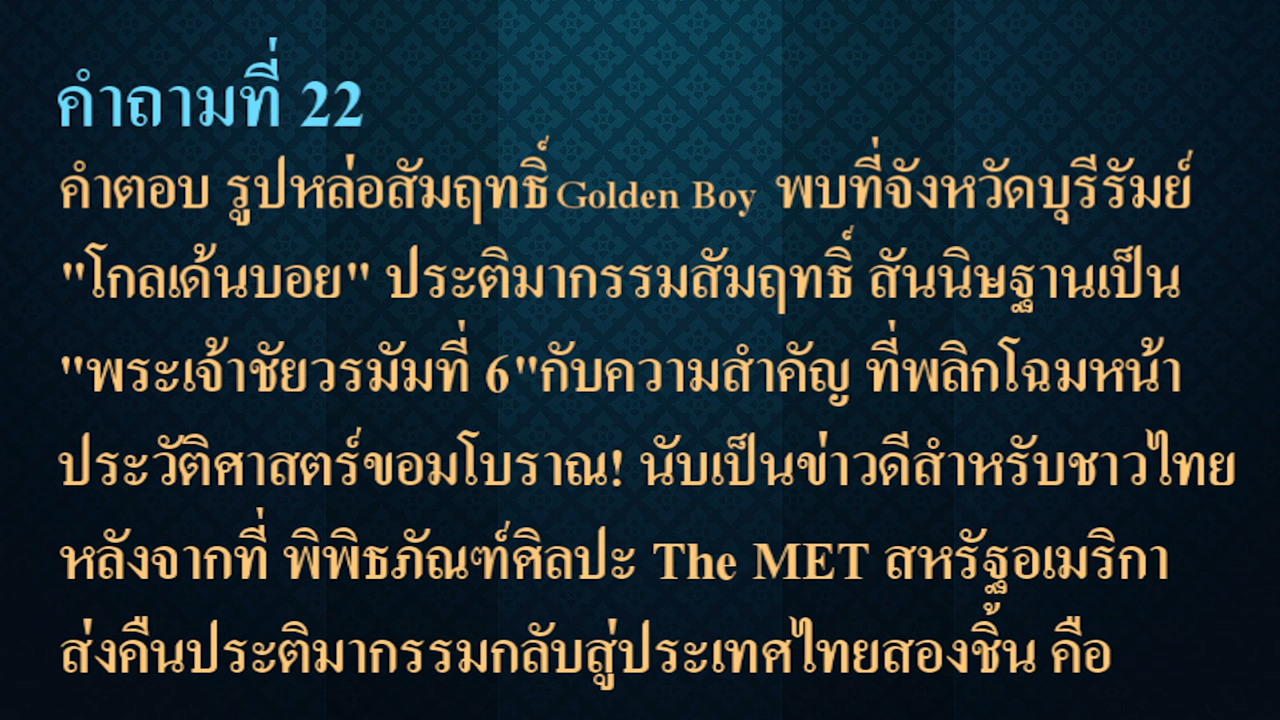 คำถามที่ 22
คำตอบ รูปหล่อสัมฤทธิ์ Golden Boy พบที่จังหวัดบุรีรัมย์
"โกลเด้นบอย" ประติมากรรมสัมฤทธิ์ สันนิษฐานเป็น
"พระเจ้าชัยวรมัมที่ 6"กับความสำคัญ ที่พลิกโฉมหน้า
ประวัติศาสตร์ขอมโบราณ! นับเป็นข่าวดีสำหรับชาวไทย
หลังจากที่ พิพิธภัณฑ์ศิลปะ The MET สหรัฐอเมริกา
ส่งคืนประติมากรรมกลับสู่ประเทศไทยสองชิ้น คือ